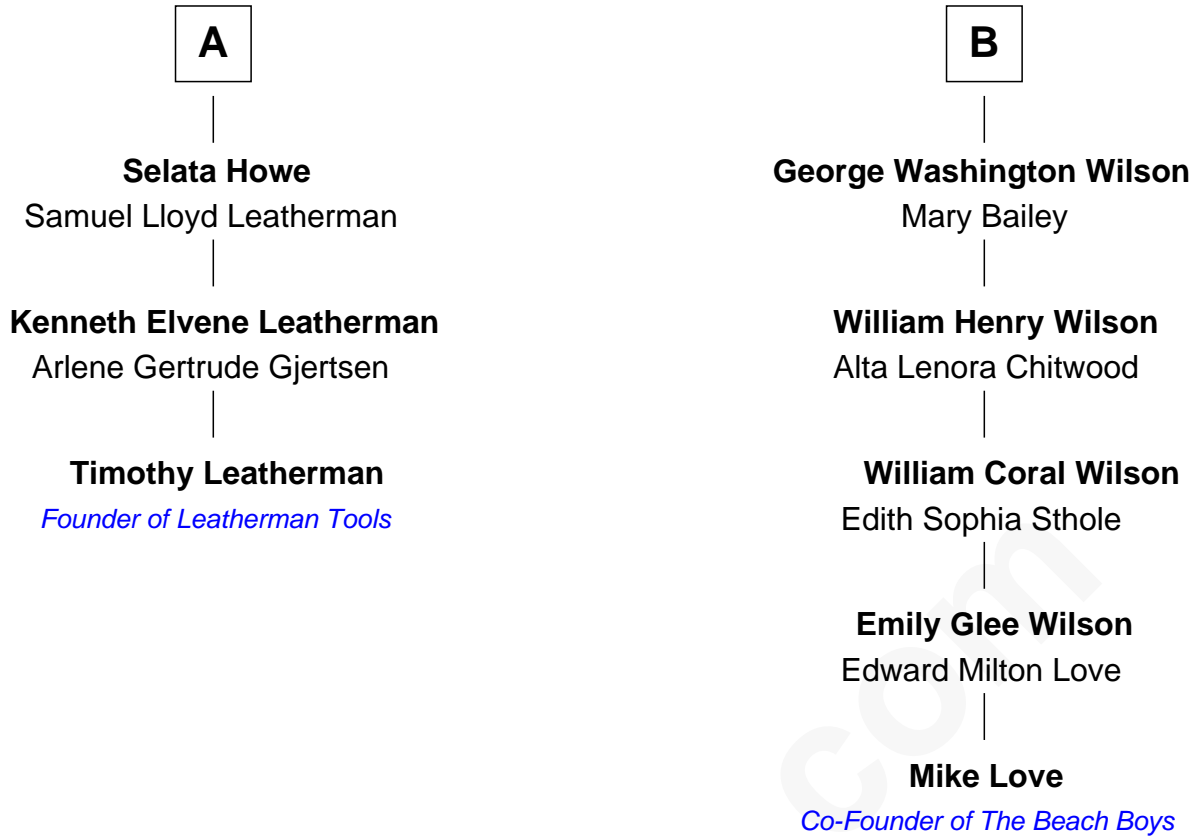 A
Selata Howe
Samuel Lloyd Leatherman
Kenneth Elvene Leatherman
Arlene Gertrude Gjertsen
Timothy Leatherman
Founder of Leatherman Tools
B
George Washington Wilson
Mary Bailey
William Henry Wilson
Alta Lenora Chitwood
William Coral Wilson
Edith Sophia Sthole
Emily Glee Wilson
Edward Milton Love
Mike Love
Co-Founder of The Beach Boys
com